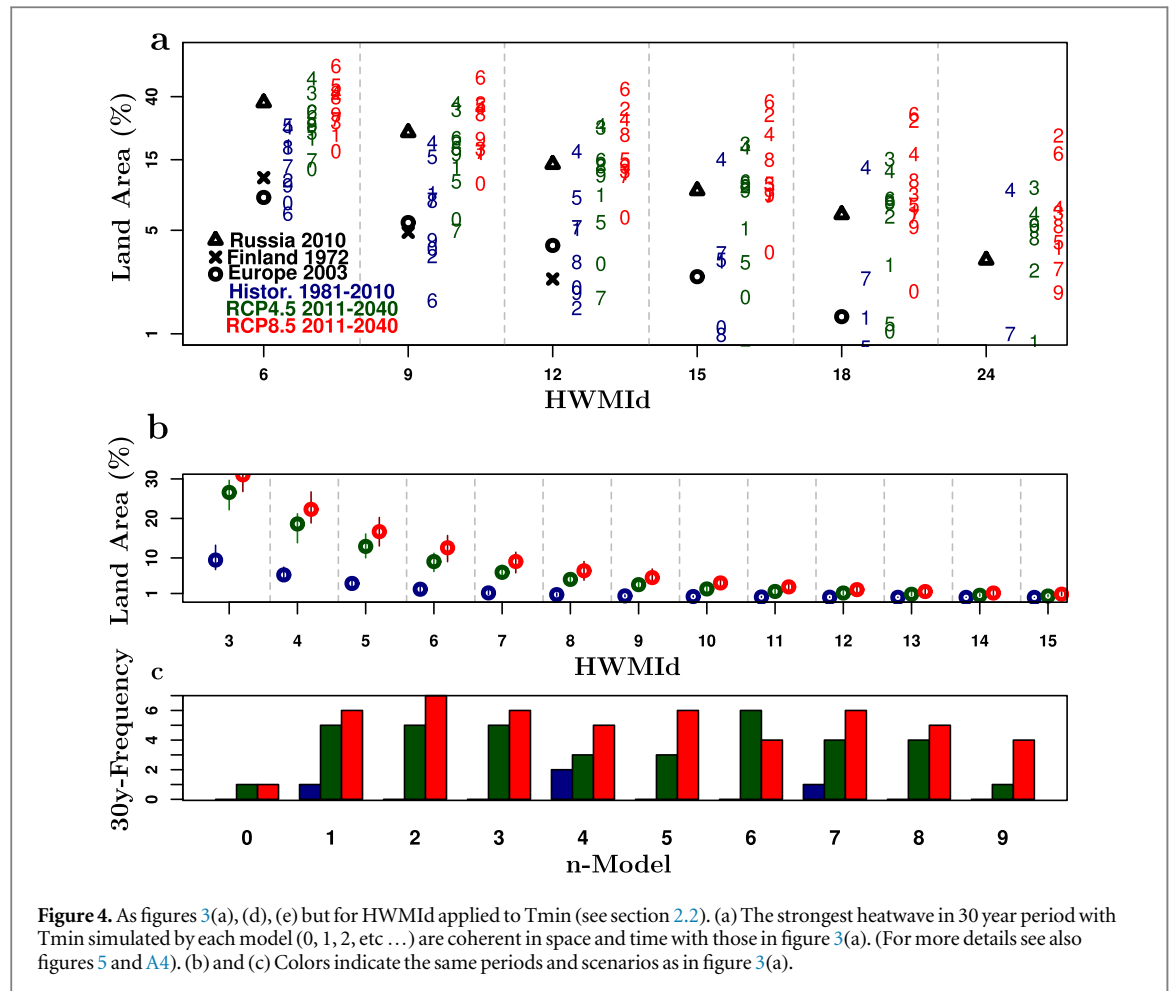 a
Land Area (%)
40
15
5
1
Russia 2010
Finland 1972
Europe 2003
Histor. 1981-2010
RCP4.5 2011-2040
RCP8.5 2011-2040
6 9 12 15 18 24
HWMId
b
Land Area (%)
30
20
10
1
3 4 5 6 7 8 9 10 11 12 13 14 15
HWMId
c
30y-Frequency
6
4
2
0
0 1 2 3 4 5 6 7 8 9
n-Model
Figure 4. As figures 3(a), (d), (e) but for HWMId applied to Tmin (see section 2.2). (a) The strongest heatwave in 30 year period with
Tmin simulated by each model (0, 1, 2, etc …) are coherent in space and time with those in figure 3(a). (For more details see also
figures 5 and A4). (b) and (c) Colors indicate the same periods and scenarios as in figure 3(a).